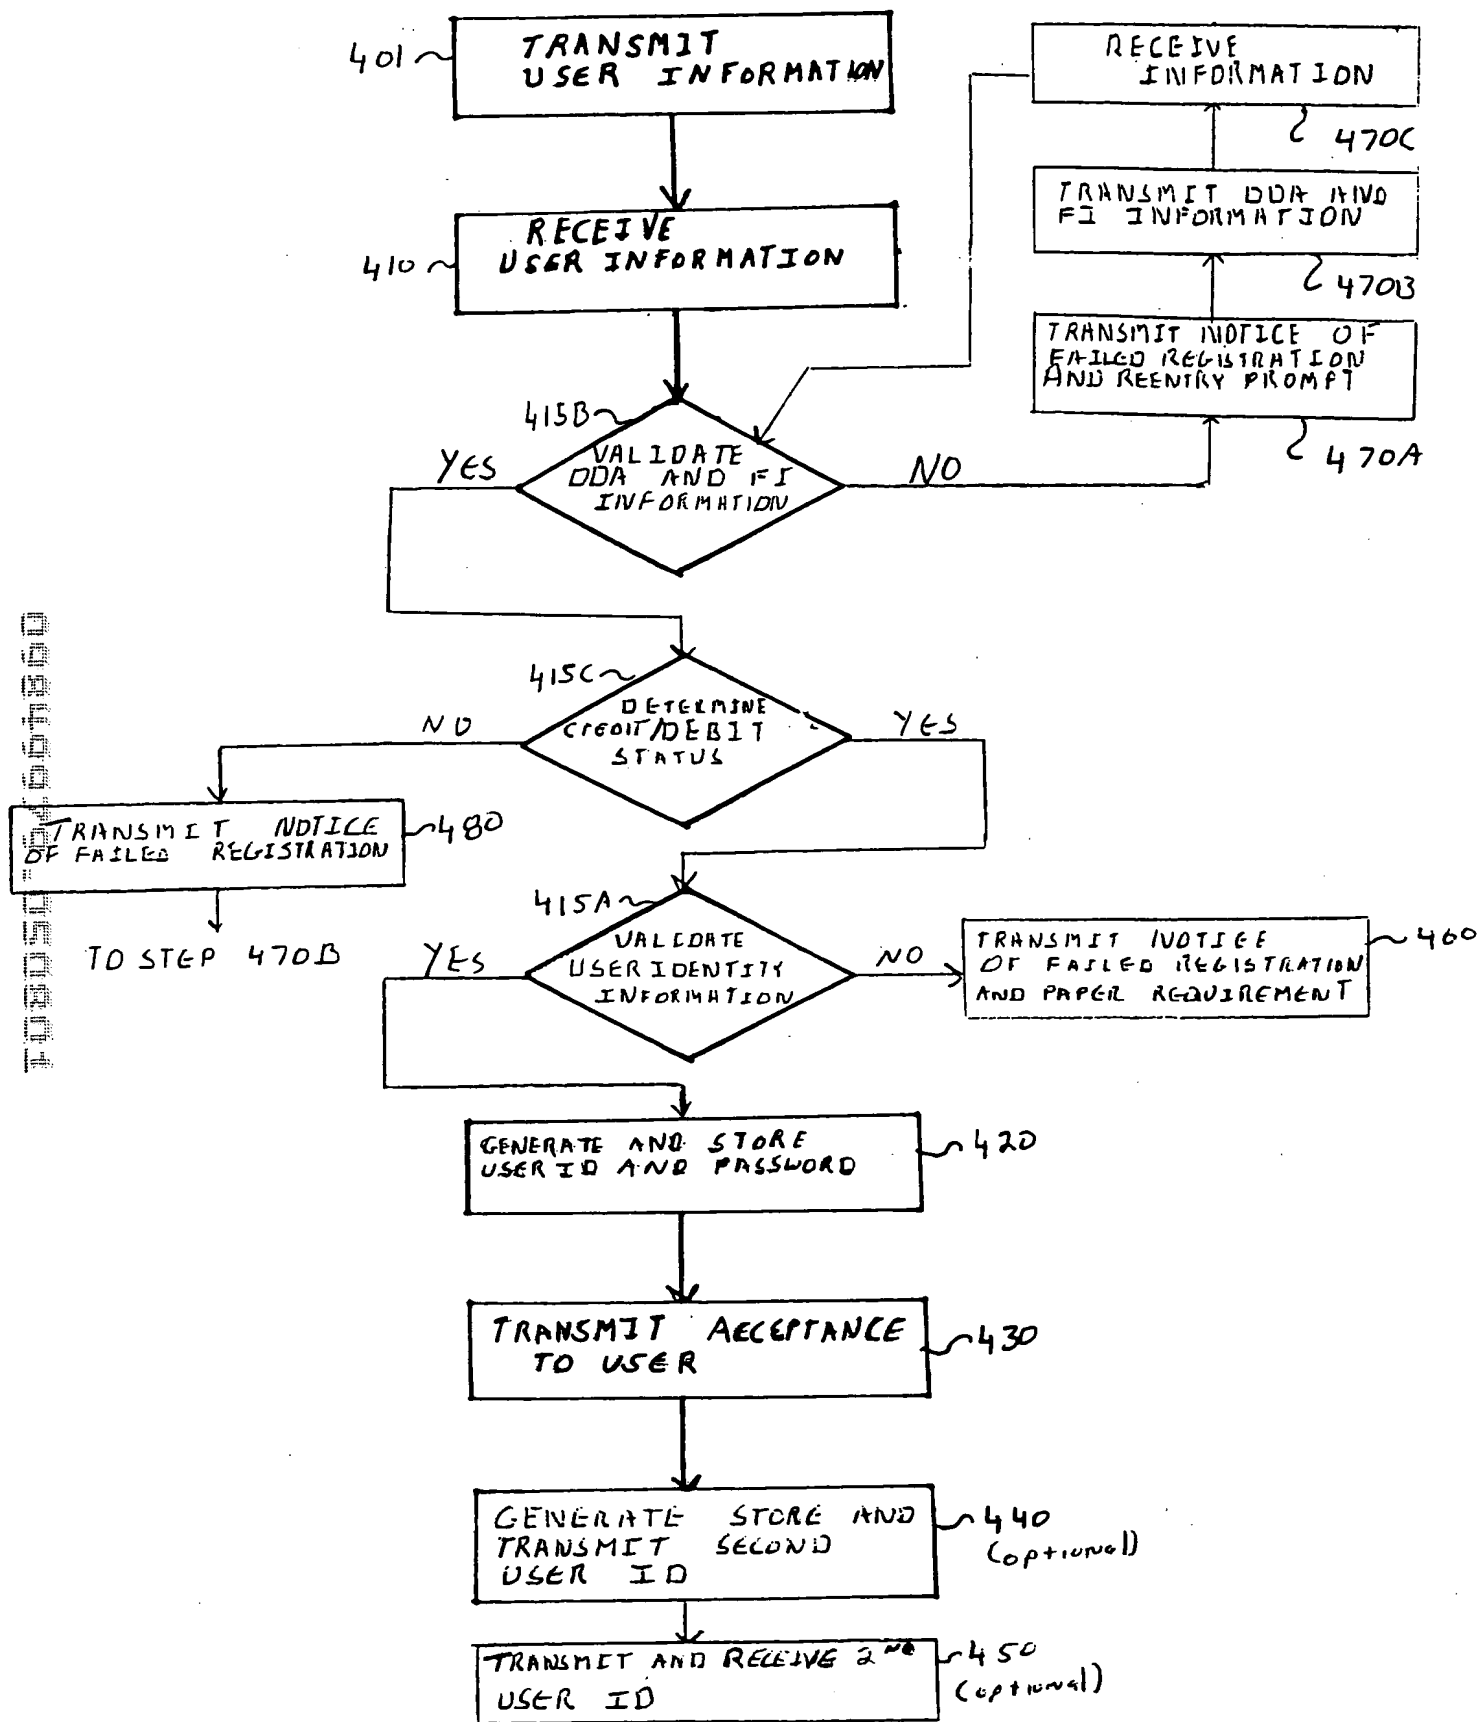 401
TRANSMIT
USER INFORMATION
RECEIVE
INFORMATION
470C
TRANSMIT DDA AND
FI INFORMATION
470B
TRANSMIT NOTICE OF
FAILED REGISTRATION
AND REENTRY PROMPT
470A
410
RECEIVE
USER INFORMATION
415B
VALIDATE
DDA AND FI
INFORMATION
YES
NO
415C
DETERMINE
CREDIT/DEBIT
STATUS
NO
YES
TRANSMIT NOTICE
OF FAILED REGISTRATION
480
TO STEP 470B
415A
VALIDATE
USER IDENTITY
INFORMATION
YES
NO
TRANSMIT NOTICE
OF FAILED REGISTRATION
AND PAPER REQUIREMENT
460
GENERATE AND STORE
USER ID AND PASSWORD
420
TRANSMIT ACCEPTANCE
TO USER
430
GENERATE STORE AND
TRANSMIT SECOND
USER ID
440
(optional)
TRANSMIT AND RECEIVE 2ND
USER ID
450
(optional)